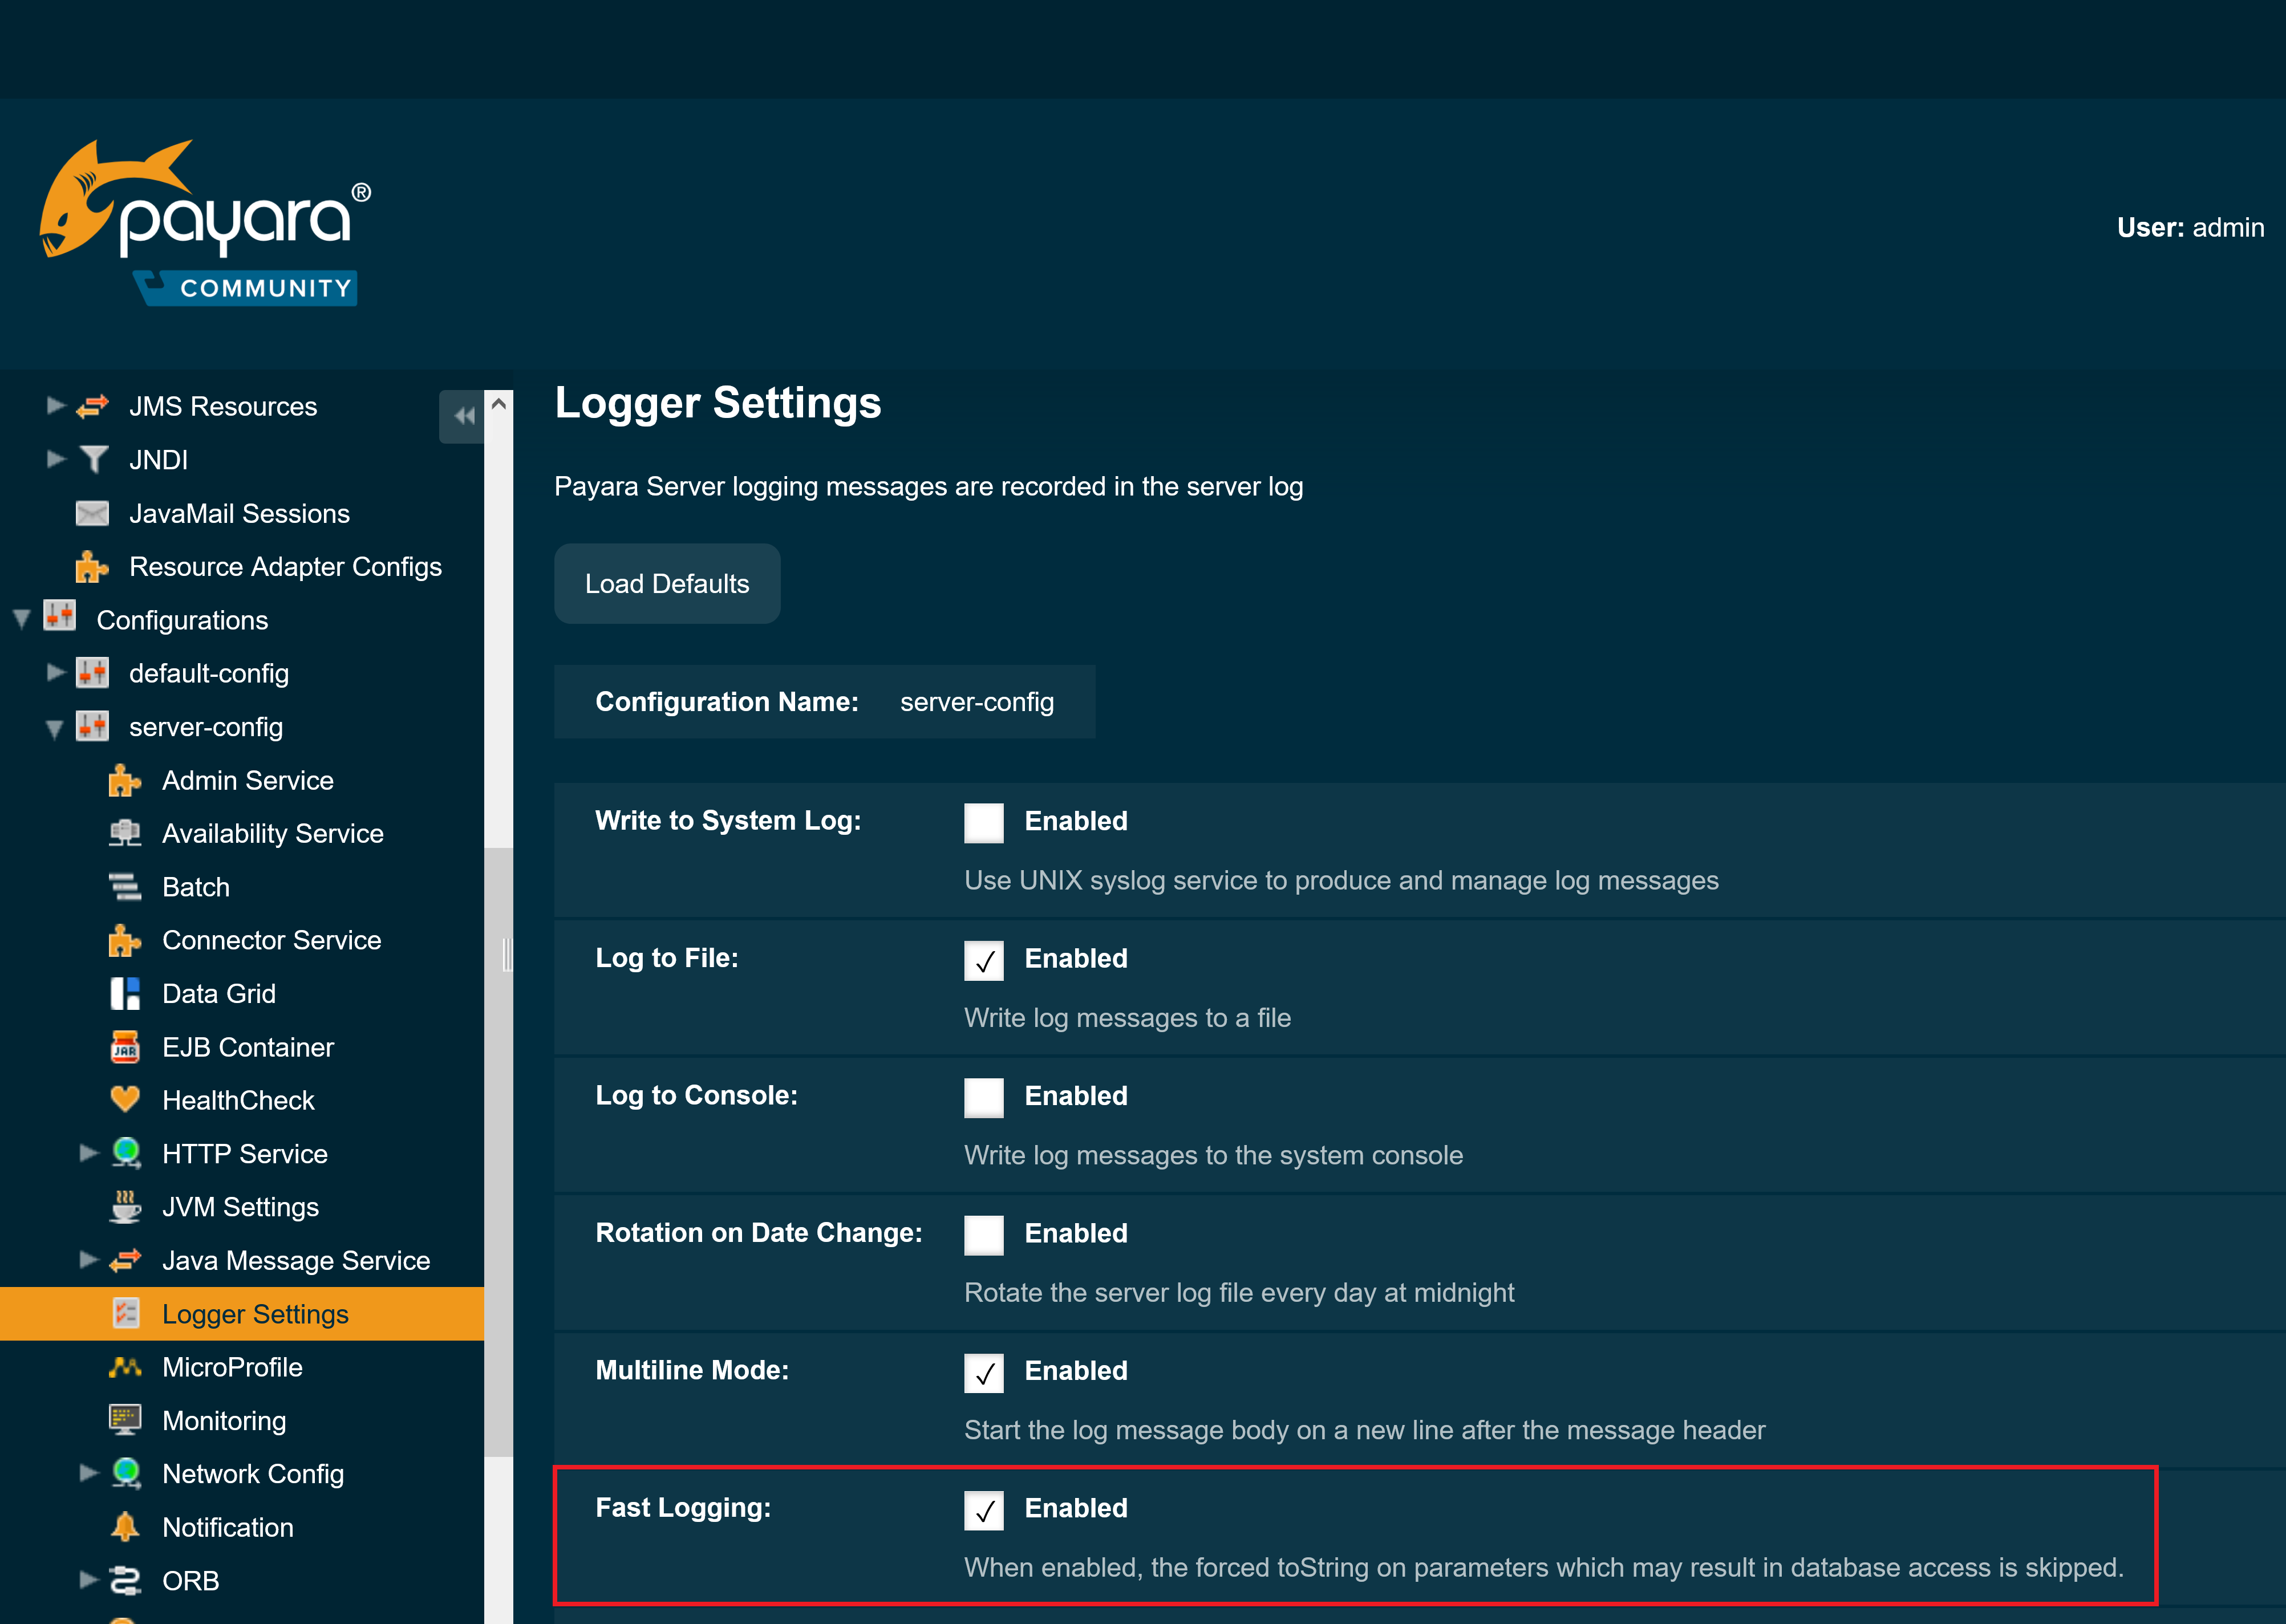 payara®
COMMUNITY
User: admin
JMS Resources
JNDI
JavaMail Sessions
Resource Adapter Configs
Configurations
default-config
server-config
Admin Service
Availability Service
Batch
Connector Service
Data Grid
EJB Container
JAR
HealthCheck
HTTP Service
JVM Settings
Java Message Service
Logger Settings
MicroProfile
Monitoring
Network Config
Notification
ORB
Logger Settings
Payara Server logging messages are recorded in the server log
Load Defaults
Configuration Name: server-config
Write to System Log: Enabled
Use UNIX syslog service to produce and manage log messages
Log to File: Enabled
Write log messages to a file
Log to Console: Enabled
Write log messages to the system console
Rotation on Date Change: Enabled
Rotate the server log file every day at midnight
Multiline Mode: Enabled
Start the log message body on a new line after the message header
Fast Logging: Enabled
When enabled, the forced toString on parameters which may result in database access is skipped.